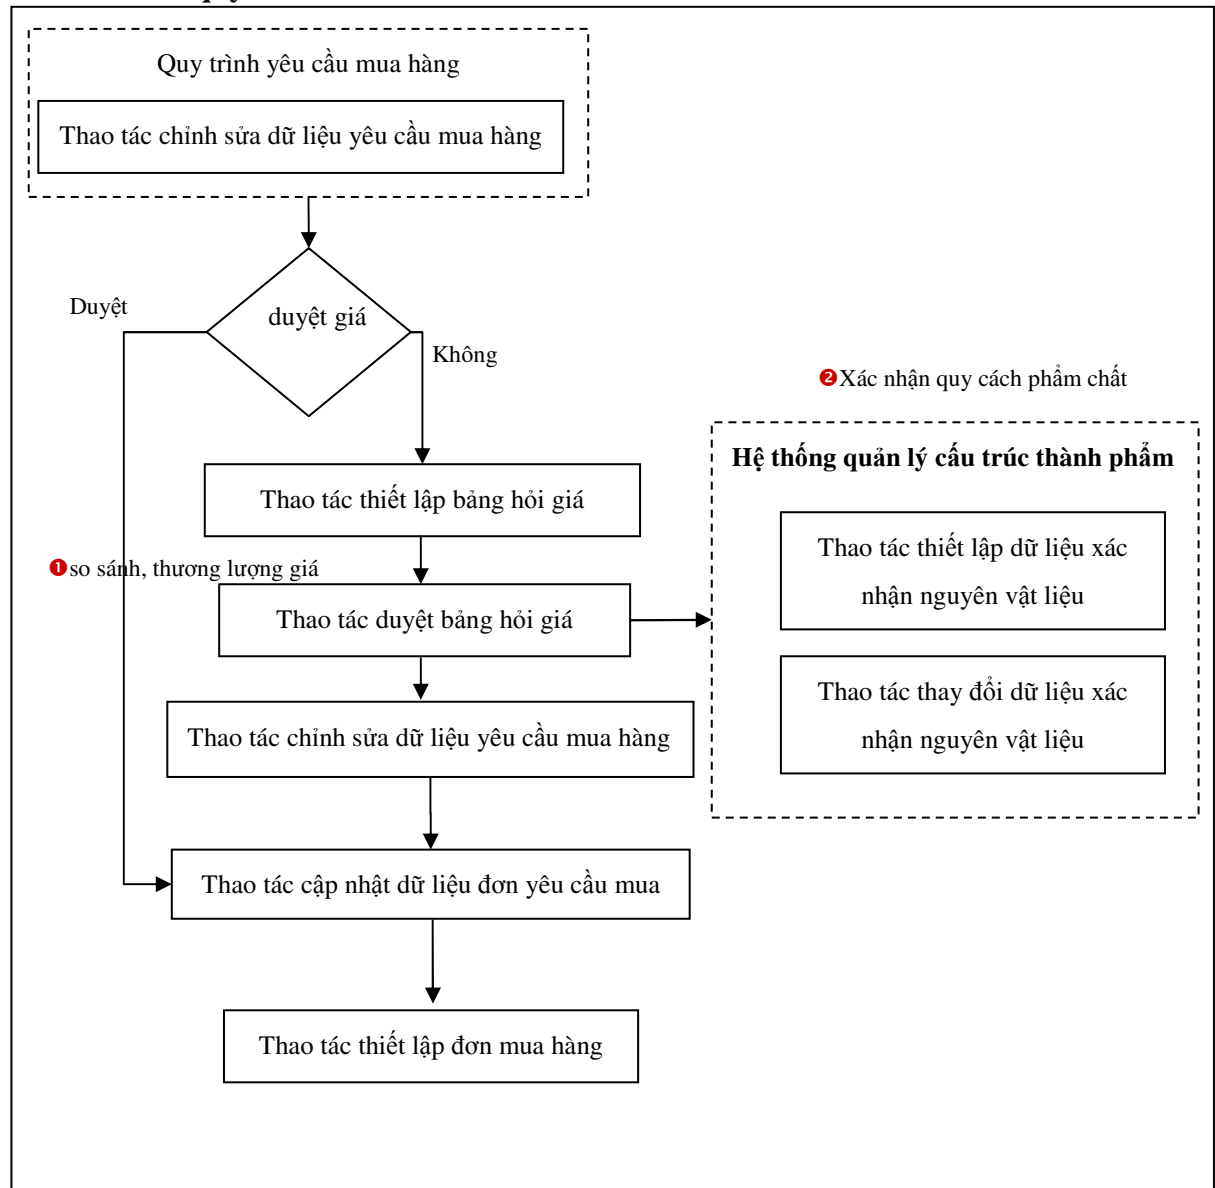 Quy trình yêu cầu mua hàng
Thao tác chỉnh sửa dữ liệu yêu cầu mua hàng
Duyệt
duyệt giá
Không
❷Xác nhận quy cách phẩm chất
Hệ thống quản lý cấu trúc thành phẩm
Thao tác thiết lập bảng hỏi giá
Thao tác thiết lập dữ liệu xác
nhận nguyên vật liệu
❶so sánh, thương lượng giá
Thao tác duyệt bảng hỏi giá
Thao tác thay đổi dữ liệu xác
nhận nguyên vật liệu
Thao tác chỉnh sửa dữ liệu yêu cầu mua hàng
Thao tác cập nhật dữ liệu đơn yêu cầu mua
Thao tác thiết lập đơn mua hàng